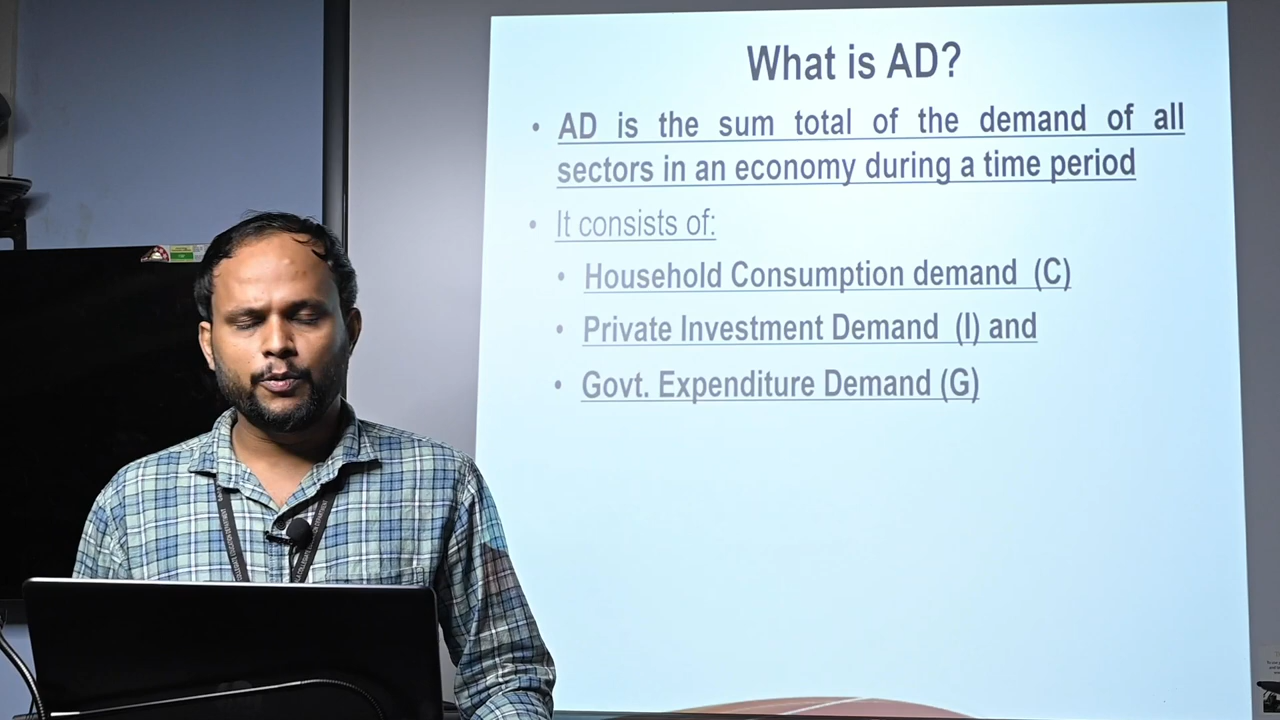 What is AD?
• AD is the sum total of the demand of all
sectors in an economy during a time period
• It consists of:
• Household Consumption demand (C)
• Private Investment Demand (I) and
• Govt. Expenditure Demand (G)